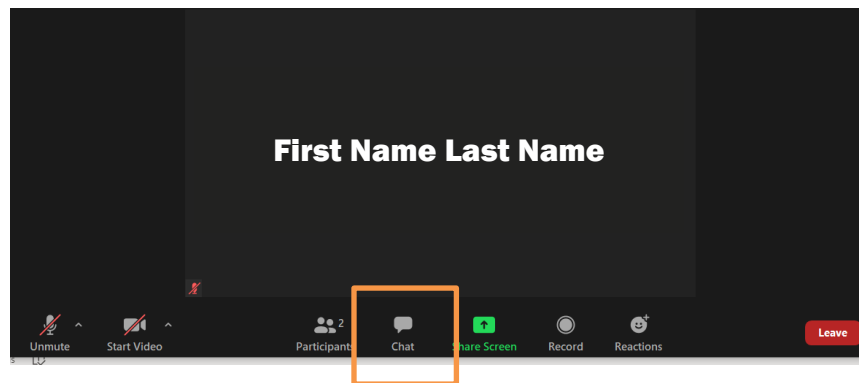 First Name Last Name
2
Unmute
Start Video
Participants
Chat
Share Screen
Record
Reactions
Leave